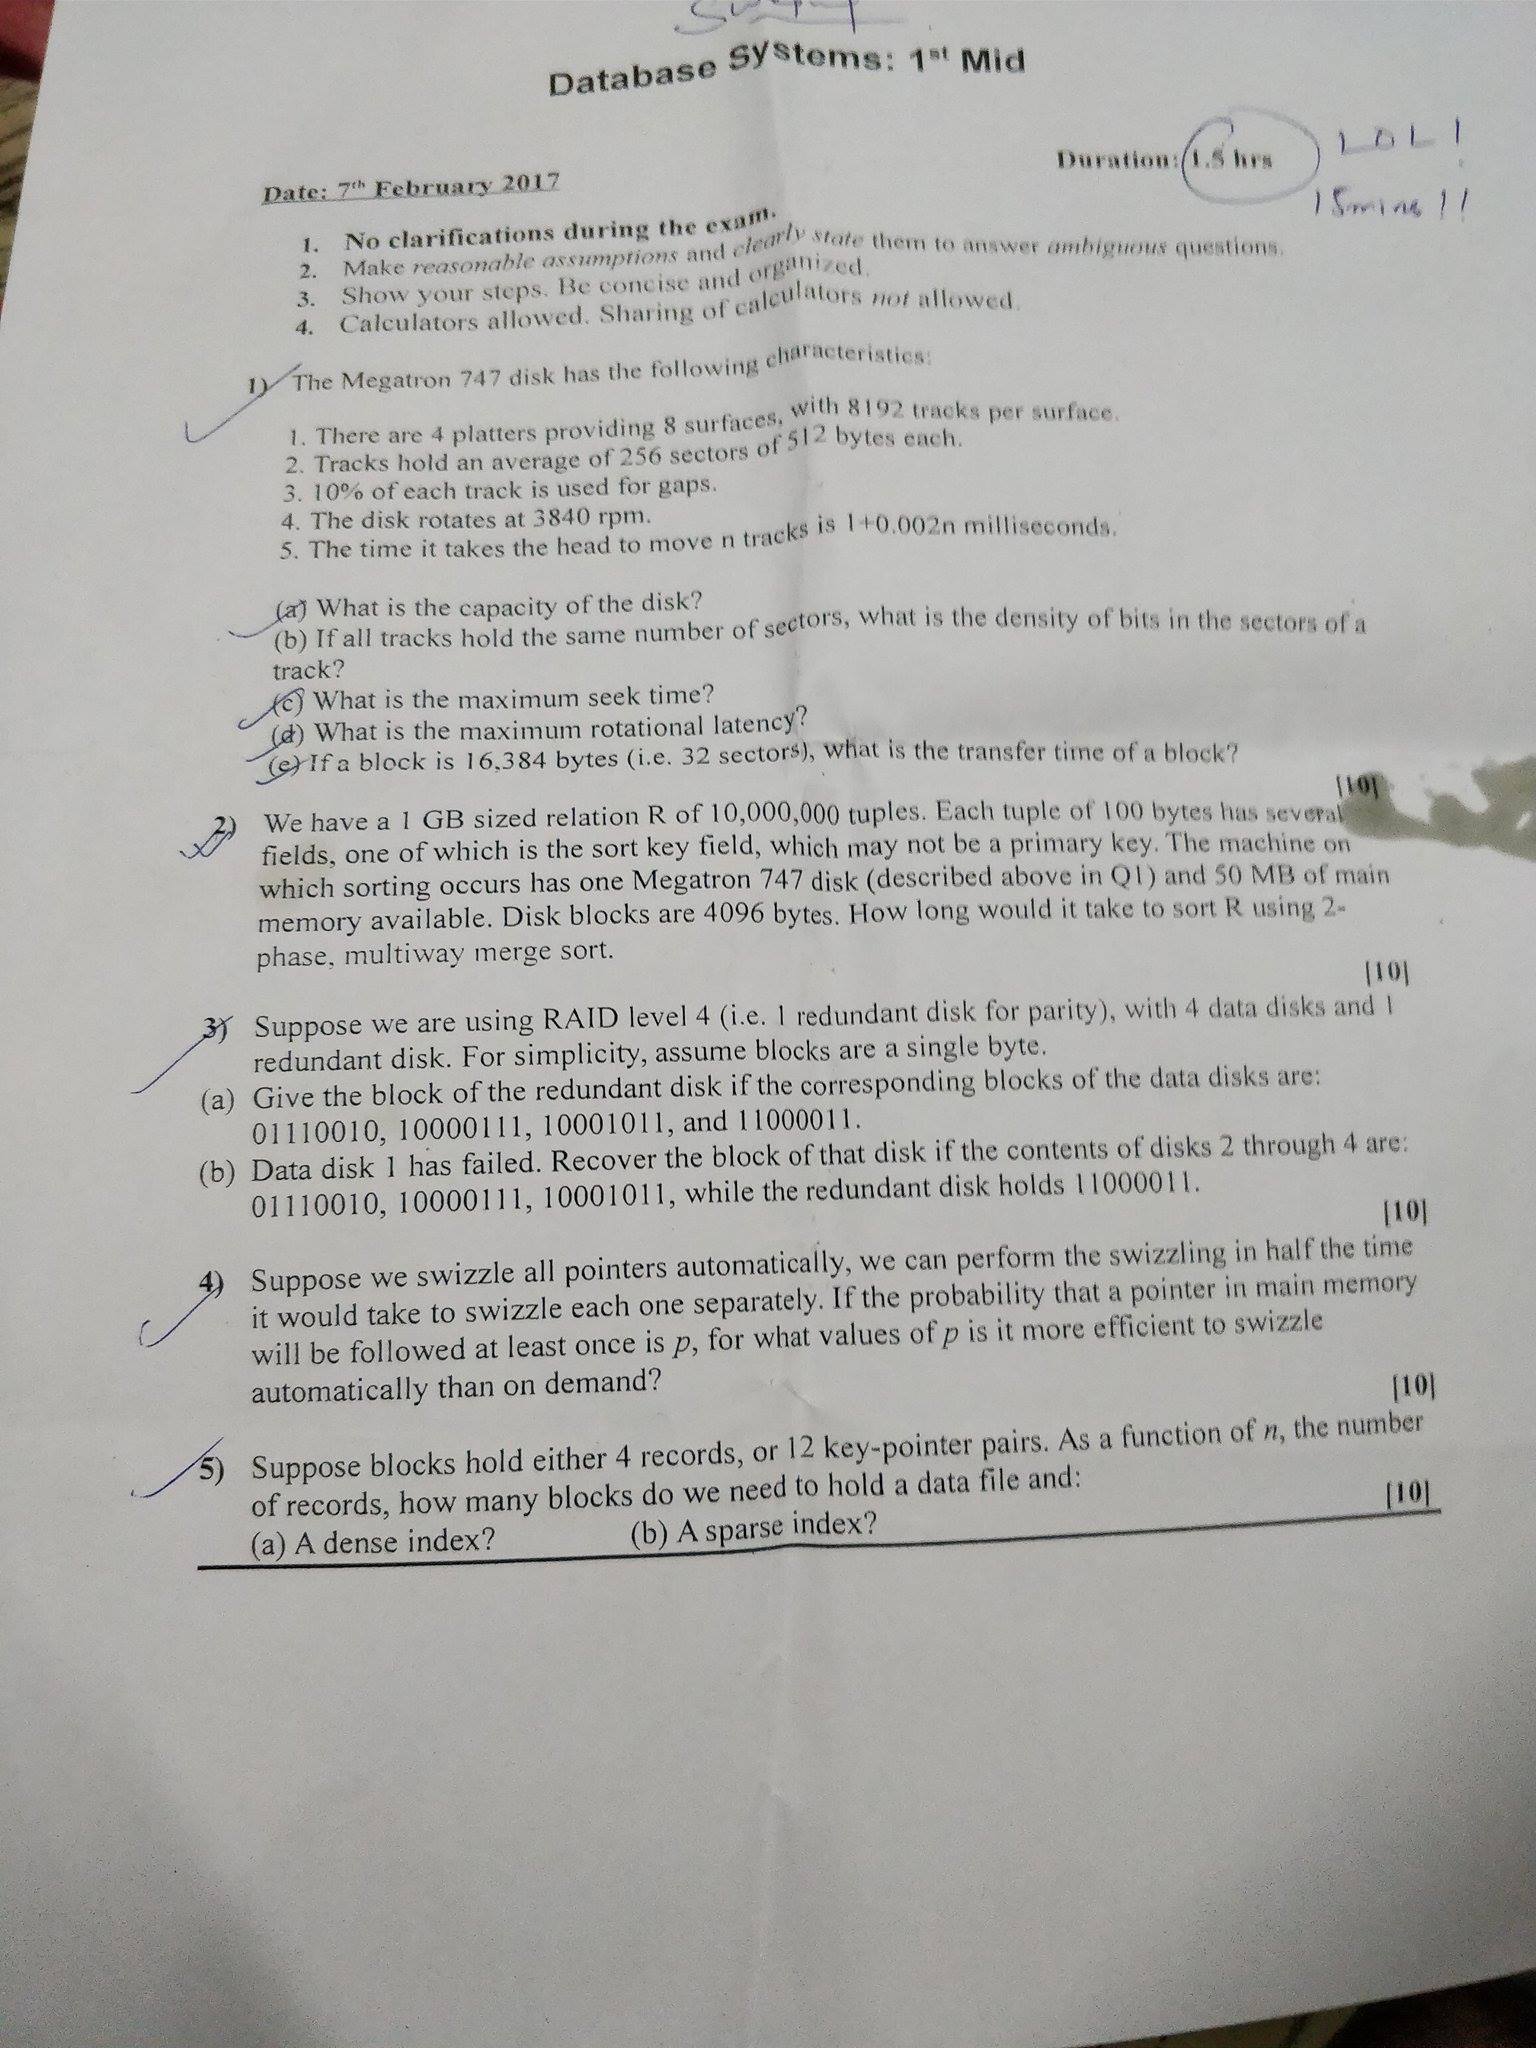 Database Systems: 1st Mid
Duration: 1.5 hrs
LOL!
15mins!!
Date: 7th February 2017
1. No clarifications during the exam.
2. Make reasonable assumptions and clearly state them to answer ambiguous questions.
3. Show your steps. Be concise and organized.
4. Calculators allowed. Sharing of calculators not allowed.
1) The Megatron 747 disk has the following characteristics:
1. There are 4 platters providing 8 surfaces, with 8192 tracks per surface.
2. Tracks hold an average of 256 sectors of 512 bytes each.
3. 10% of each track is used for gaps.
4. The disk rotates at 3840 rpm.
5. The time it takes the head to move n tracks is 1+0.002n milliseconds.
(a) What is the capacity of the disk?
(b) If all tracks hold the same number of sectors, what is the density of bits in the sectors of a
track?
(c) What is the maximum seek time?
(d) What is the maximum rotational latency?
(e) If a block is 16,384 bytes (i.e. 32 sectors), what is the transfer time of a block?
[10]
2) We have a 1 GB sized relation R of 10,000,000 tuples. Each tuple of 100 bytes has several
fields, one of which is the sort key field, which may not be a primary key. The machine on
which sorting occurs has one Megatron 747 disk (described above in Q1) and 50 MB of main
memory available. Disk blocks are 4096 bytes. How long would it take to sort R using 2-
phase, multiway merge sort.
[10]
3) Suppose we are using RAID level 4 (i.e. 1 redundant disk for parity), with 4 data disks and 1
redundant disk. For simplicity, assume blocks are a single byte.
(a) Give the block of the redundant disk if the corresponding blocks of the data disks are:
01110010, 10000111, 10001011, and 11000011.
(b) Data disk 1 has failed. Recover the block of that disk if the contents of disks 2 through 4 are:
01110010, 10000111, 10001011, while the redundant disk holds 11000011.
[10]
4) Suppose we swizzle all pointers automatically, we can perform the swizzling in half the time
it would take to swizzle each one separately. If the probability that a pointer in main memory
will be followed at least once is p, for what values of p is it more efficient to swizzle
automatically than on demand?
[10]
5) Suppose blocks hold either 4 records, or 12 key-pointer pairs. As a function of n, the number
of records, how many blocks do we need to hold a data file and:
[10]
(a) A dense index? (b) A sparse index?